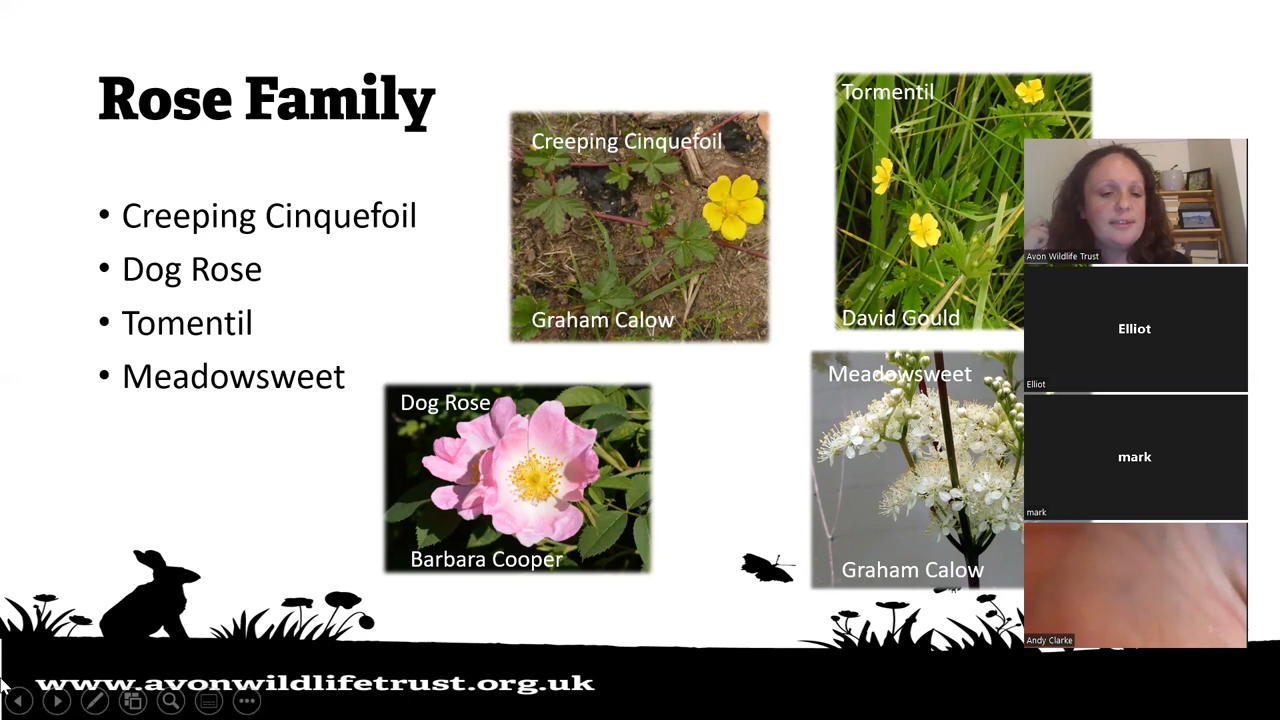 Rose Family
• Creeping Cinquefoil
• Dog Rose
• Tomentil
• Meadowsweet
Creeping Cinquefoil
Graham Calow
Tormentil
David Gould
Dog Rose
Barbara Cooper
Meadowsweet
Graham Calow
Avon Wildlife Trust
Elliot
Elliot
mark
mark
Andy Clarke
www.avonwildlifetrust.org.uk